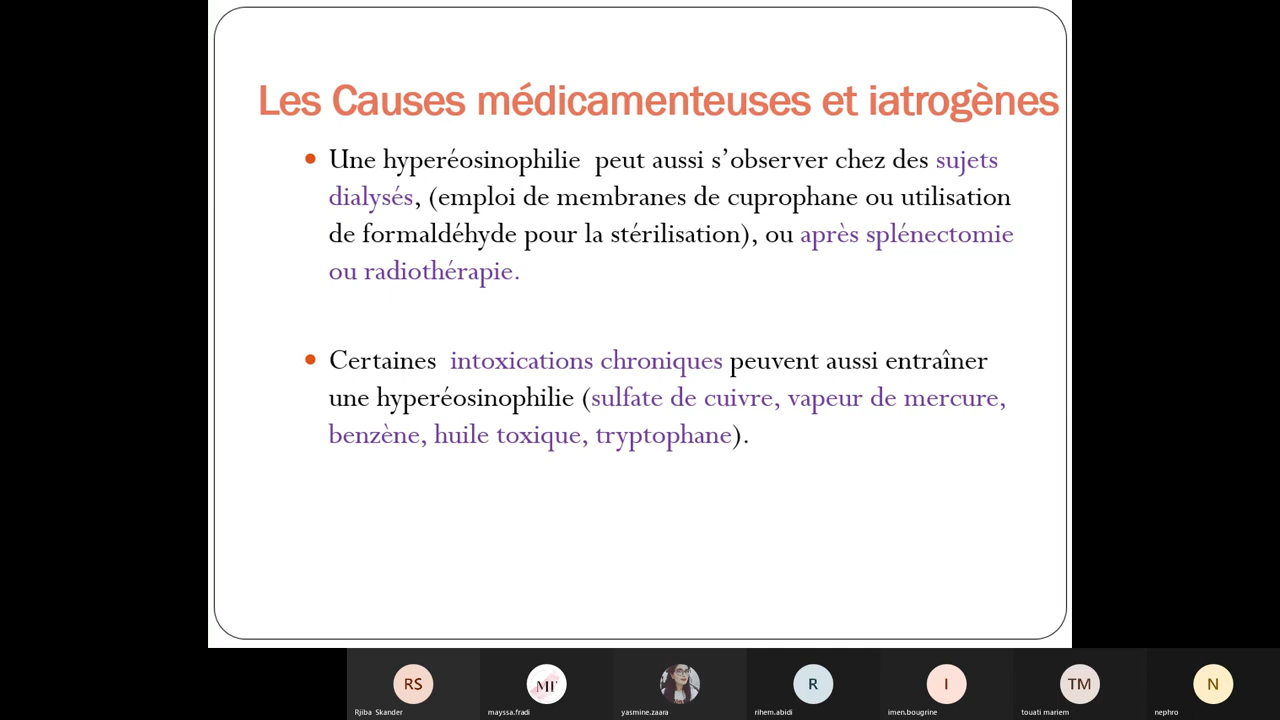 Les Causes médicamenteuses et iatrogènes
• Une hyperéosinophilie peut aussi s’observer chez des sujets
dialysés, (emploi de membranes de cuprophane ou utilisation
de formaldéhyde pour la stérilisation), ou après splénectomie
ou radiothérapie.
• Certaines intoxications chroniques peuvent aussi entraîner
une hyperéosinophilie (sulfate de cuivre, vapeur de mercure,
benzène, huile toxique, tryptophane).
RS MF R I TM N
Rjiba Skander mayssa.fradi yasmine.zaara rihem.abidi imen.bougrine touati mariem nephro